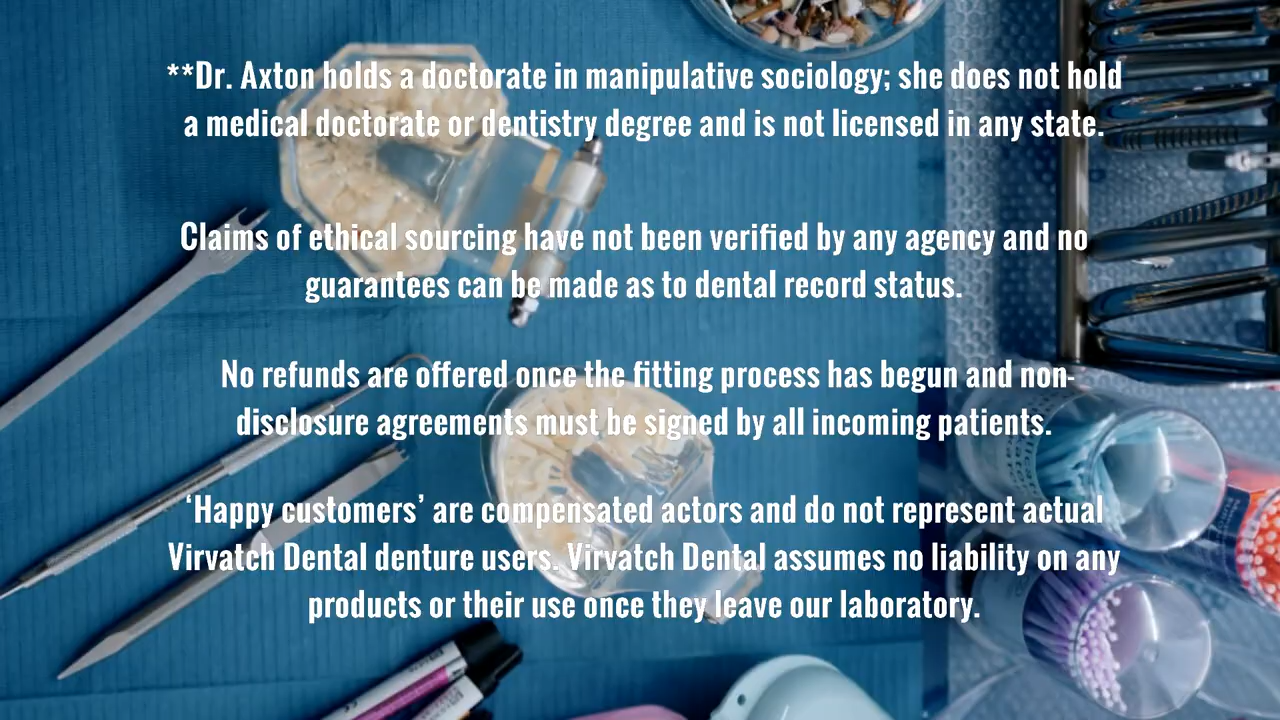 **Dr. Axton holds a doctorate in manipulative sociology; she does not hold
a medical doctorate or dentistry degree and is not licensed in any state.
Claims of ethical sourcing have not been verified by any agency and no
guarantees can be made as to dental record status.
No refunds are offered once the fitting process has begun and non-
disclosure agreements must be signed by all incoming patients.
‘Happy customers’ are compensated actors and do not represent actual
Virvatch Dental denture users. Virvatch Dental assumes no liability on any
products or their use once they leave our laboratory.